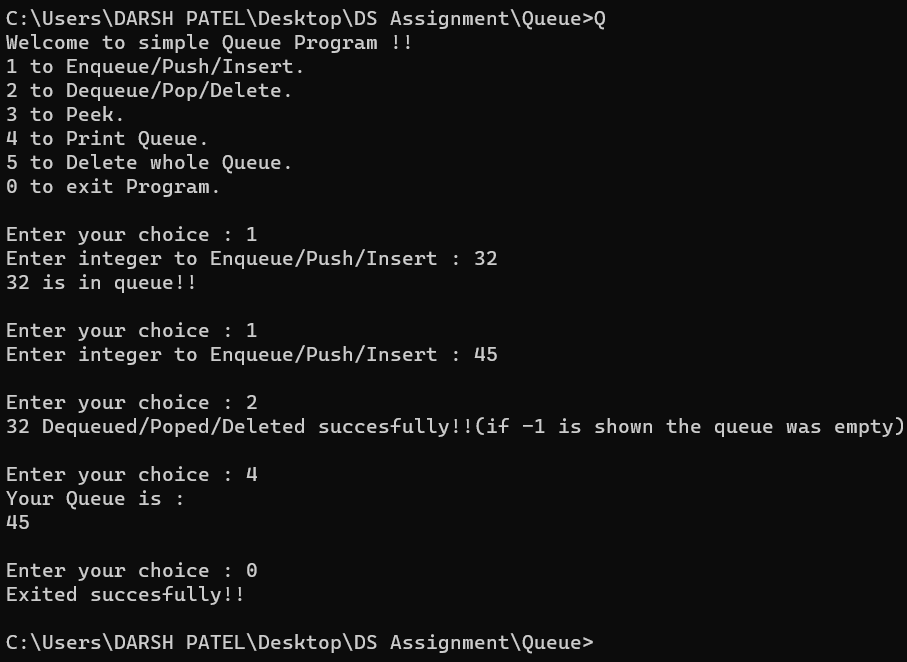 C:\Users\DARSH PATEL\Desktop\DS Assignment\Queue>Q
Welcome to simple Queue Program !!
1 to Enqueue/Push/Insert.
2 to Dequeue/Pop/Delete.
3 to Peek.
4 to Print Queue.
5 to Delete whole Queue.
0 to exit Program.
Enter your choice : 1
Enter integer to Enqueue/Push/Insert : 32
32 is in queue!!
Enter your choice : 1
Enter integer to Enqueue/Push/Insert : 45
Enter your choice : 2
32 Dequeued/Poped/Deleted succesfully!!(if -1 is shown the queue was empty)
Enter your choice : 4
Your Queue is :
45
Enter your choice : 0
Exited succesfully!!
C:\Users\DARSH PATEL\Desktop\DS Assignment\Queue>